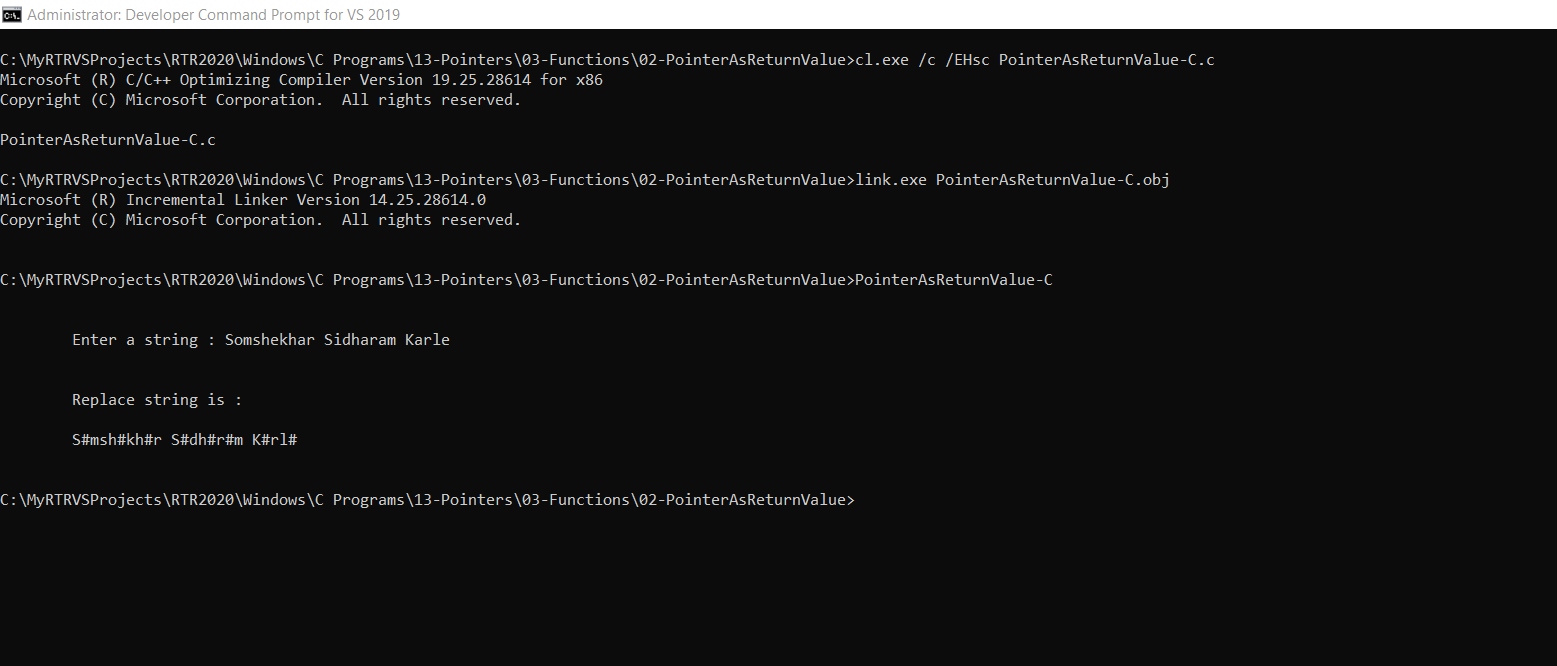 Administrator: Developer Command Prompt for VS 2019
C:\MyRTRVSProjects\RTR2020\Windows\C Programs\13-Pointers\03-Functions\02-PointerAsReturnValue>cl.exe /c /EHsc PointerAsReturnValue-C.c
Microsoft (R) C/C++ Optimizing Compiler Version 19.25.28614 for x86
Copyright (C) Microsoft Corporation.  All rights reserved.
PointerAsReturnValue-C.c
C:\MyRTRVSProjects\RTR2020\Windows\C Programs\13-Pointers\03-Functions\02-PointerAsReturnValue>link.exe PointerAsReturnValue-C.obj
Microsoft (R) Incremental Linker Version 14.25.28614.0
Copyright (C) Microsoft Corporation.  All rights reserved.
C:\MyRTRVSProjects\RTR2020\Windows\C Programs\13-Pointers\03-Functions\02-PointerAsReturnValue>PointerAsReturnValue-C
Enter a string : Somshekhar Sidharam Karle
Replace string is :
S#msh#kh#r S#dh#r#m K#rl#
C:\MyRTRVSProjects\RTR2020\Windows\C Programs\13-Pointers\03-Functions\02-PointerAsReturnValue>